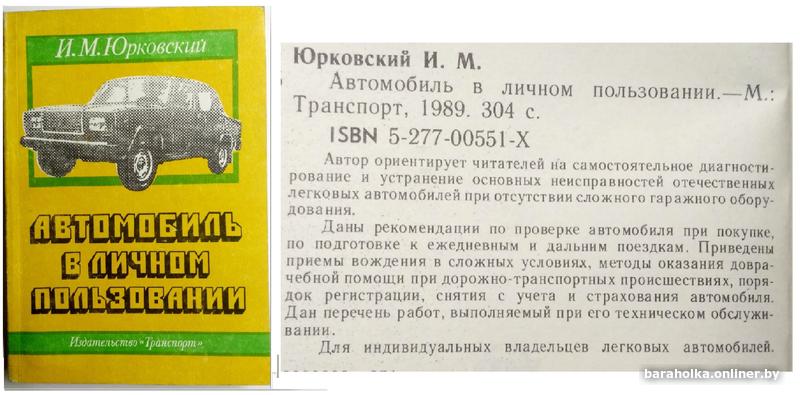 И. М. Юрковский
АВТОМОБИЛЬ
В ЛИЧНОМ
ПОЛЬЗОВАНИИ
Издательство "Транспорт"
Юрковский И. М.
Автомобиль в личном пользовании.—М.:
Транспорт, 1989. 304 с.
ISBN 5-277-00551-X
Автор ориентирует читателей на самостоятельное диагности-
рование и устранение основных неисправностей отечественных
легковых автомобилей при отсутствии сложного гаражного обору-
дования.
Даны рекомендации по проверке автомобиля при покупке,
по подготовке к ежедневным и дальним поездкам. Приведены
приемы вождения в сложных условиях, методы оказания довра-
чебной помощи при дорожно-транспортных происшествиях, поря-
док регистрации, снятия с учета и страхования автомобиля.
Дан перечень работ, выполняемый при его техническом обслужи-
вании.
Для индивидуальных владельцев легковых автомобилей.
baraholka.onliner.by